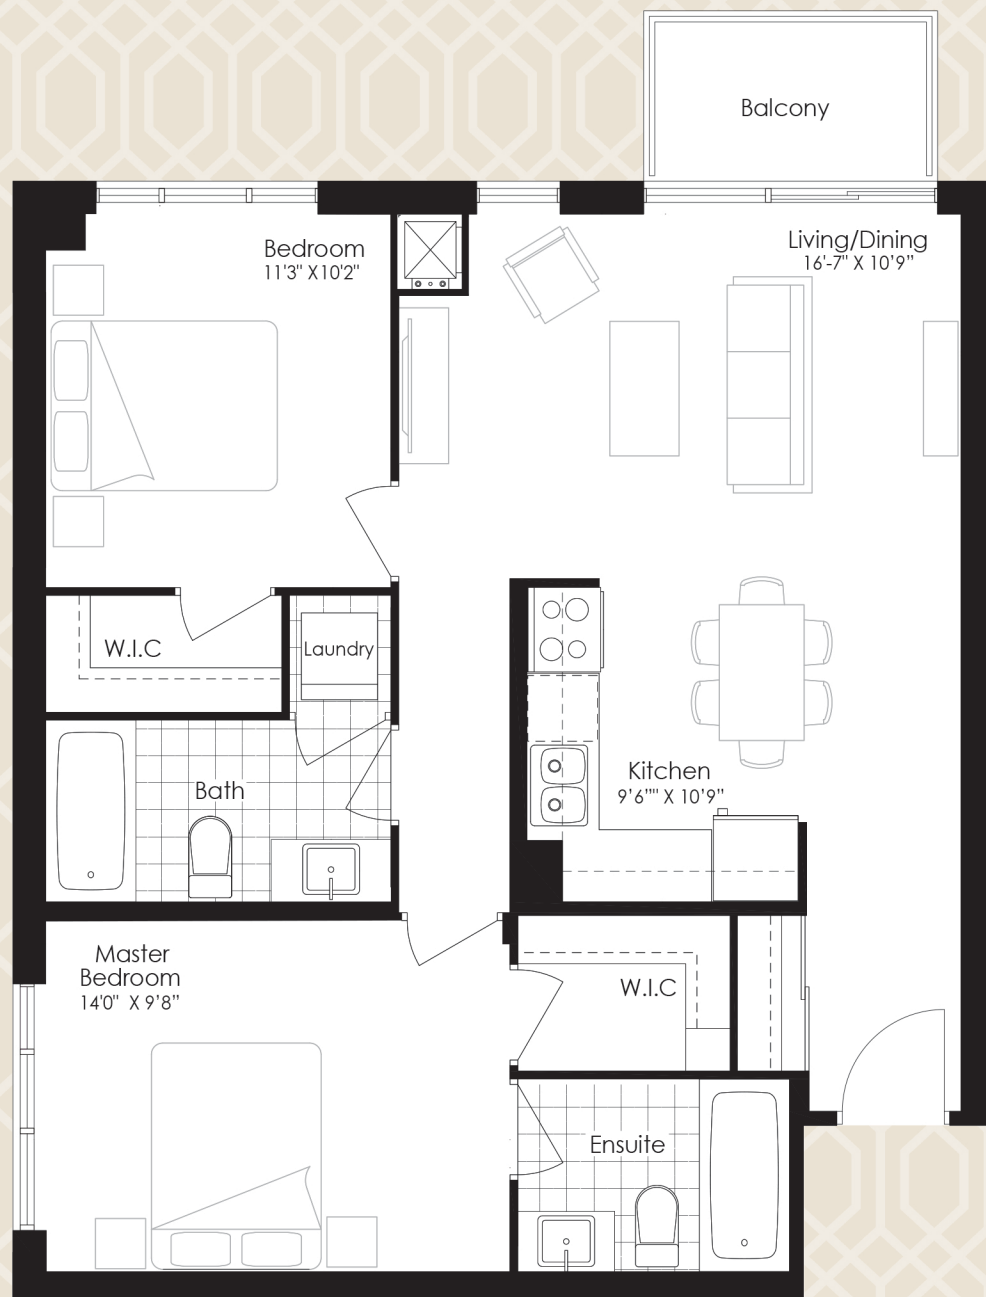 Balcony
Bedroom
11'3" X 10'2"
Living/Dining
16'-7" X 10’9”
W.I.C
Laundry
Bath
Kitchen
9’6”" X 10’9”
Master
Bedroom
14'0" X 9’8”
W.I.C
Ensuite